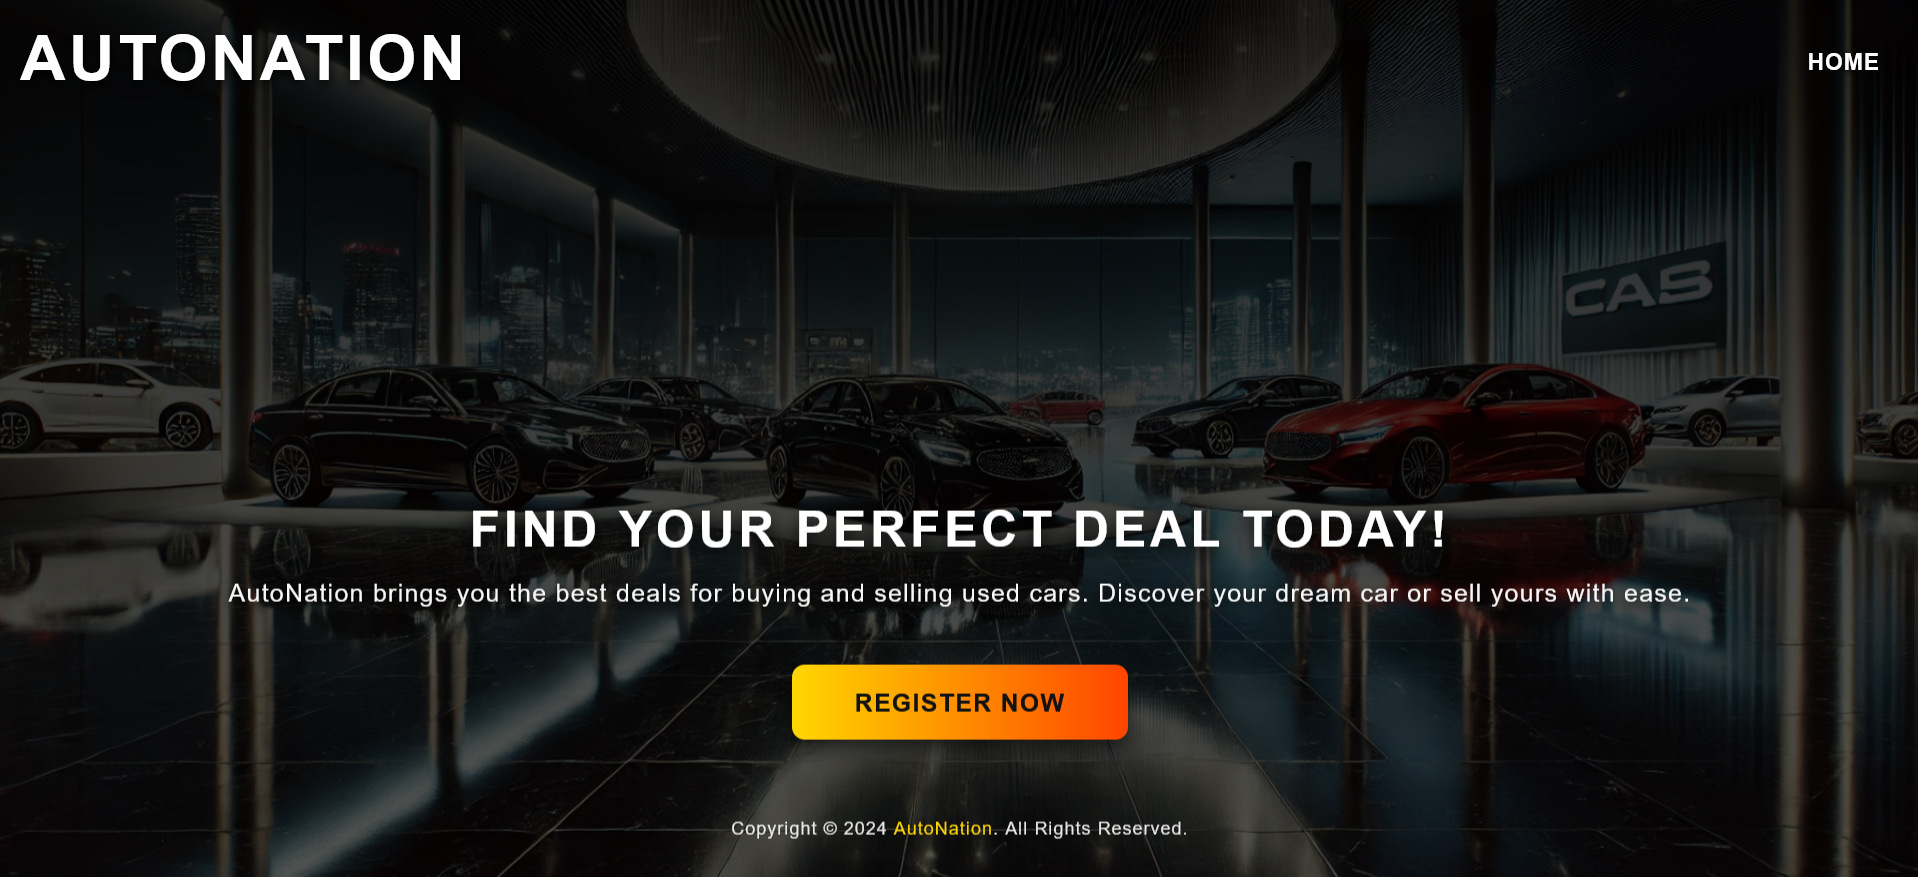 AUTONATION
HOME
CAS
FIND YOUR PERFECT DEAL TODAY!
AutoNation brings you the best deals for buying and selling used cars. Discover your dream car or sell yours with ease.
REGISTER NOW
Copyright © 2024 AutoNation. All Rights Reserved.